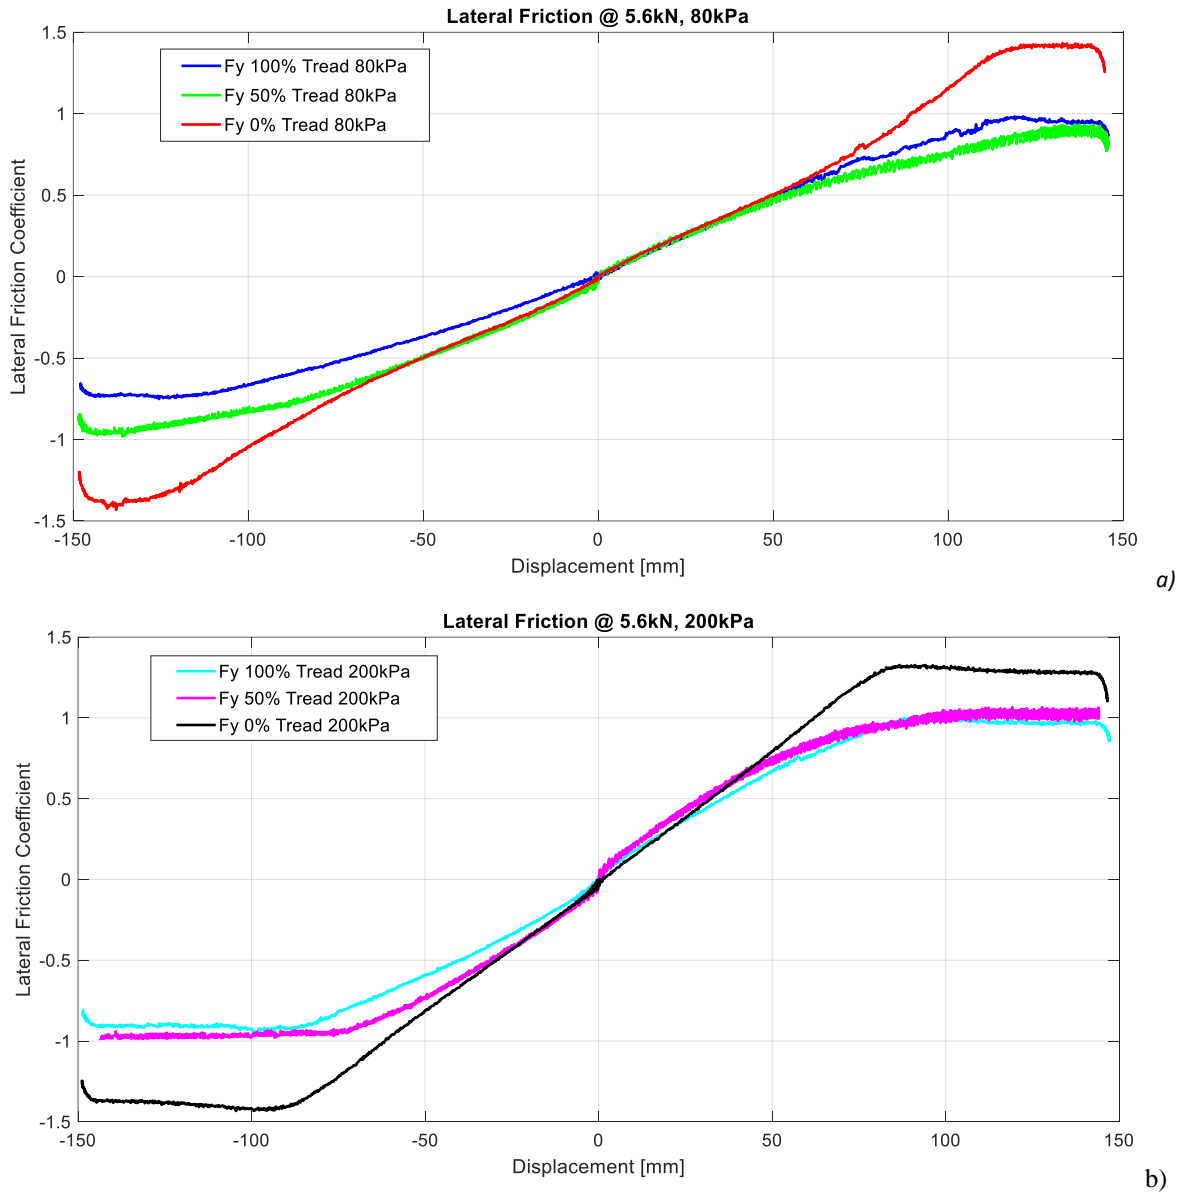 Lateral Friction @ 5.6kN, 80kPa
1.5
Fy 100% Tread 80kPa
Fy 50% Tread 80kPa
Fy 0% Tread 80kPa
1
0.5
0
-0.5
-1
-1.5
Lateral Friction Coefficient
-150 -100 -50 0 50 100 150
Displacement [mm]
a)
Lateral Friction @ 5.6kN, 200kPa
1.5
Fy 100% Tread 200kPa
Fy 50% Tread 200kPa
Fy 0% Tread 200kPa
1
0.5
0
-0.5
-1
-1.5
Lateral Friction Coefficient
-150 -100 -50 0 50 100 150
Displacement [mm]
b)